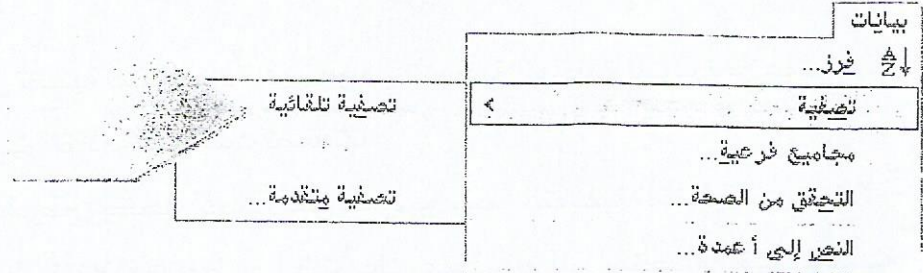 بيانات
فرز...
تصفية
تصفية تلقائية
تصفية متقدمة...
مجاميع فرعية...
التحقق من الصحة...
النص إلى أعمدة...